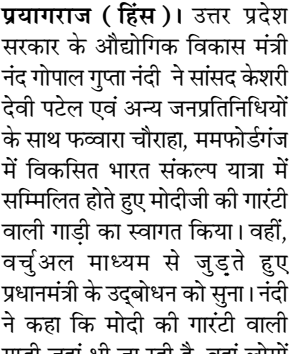 प्रयागराज (हिंस)। उत्तर प्रदेश
सरकार के औद्योगिक विकास मंत्री
नंद गोपाल गुप्ता नंदी ने सांसद केशरी
देवी पटेल एवं अन्य जनप्रतिनिधियों
के साथ फव्वारा चौराहा, ममफोर्डगंज
में विकसित भारत संकल्प यात्रा में
सम्मिलित होते हुए मोदीजी की गारंटी
वाली गाड़ी का स्वागत किया। वहीं,
वर्चुअल माध्यम से जुड़ते हुए
प्रधानमंत्री के उद्बोधन को सुना। नंदी
ने कहा कि मोदी की गारंटी वाली